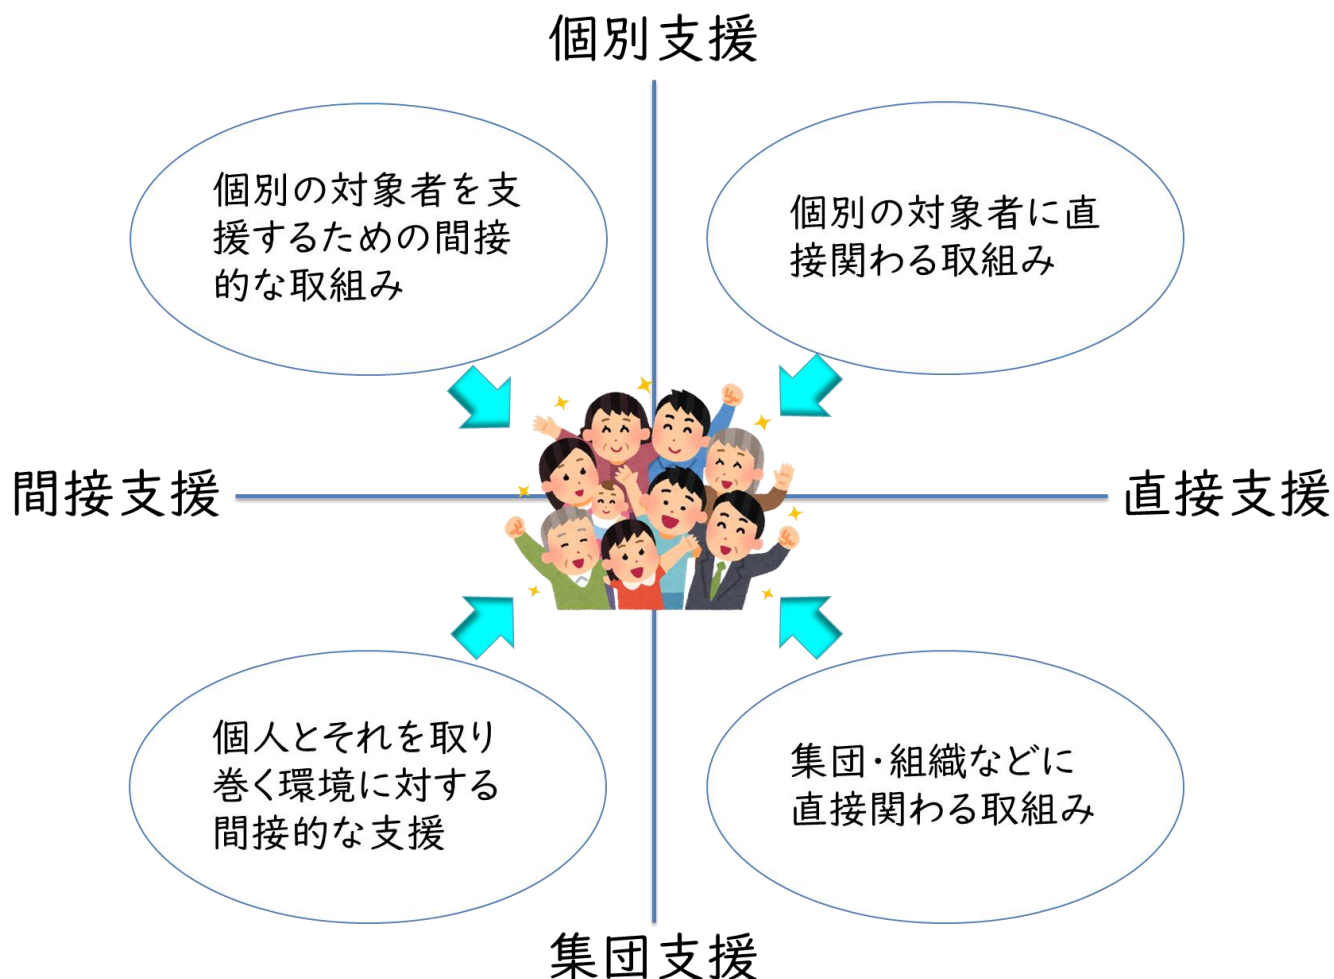 個別支援
個別の対象者を支
援するための間接
的な取組み
個別の対象者に直
接関わる取組み
間接支援
直接支援
個人とそれを取り
巻く環境に対する
間接的な支援
集団・組織などに
直接関わる取組み
集団支援